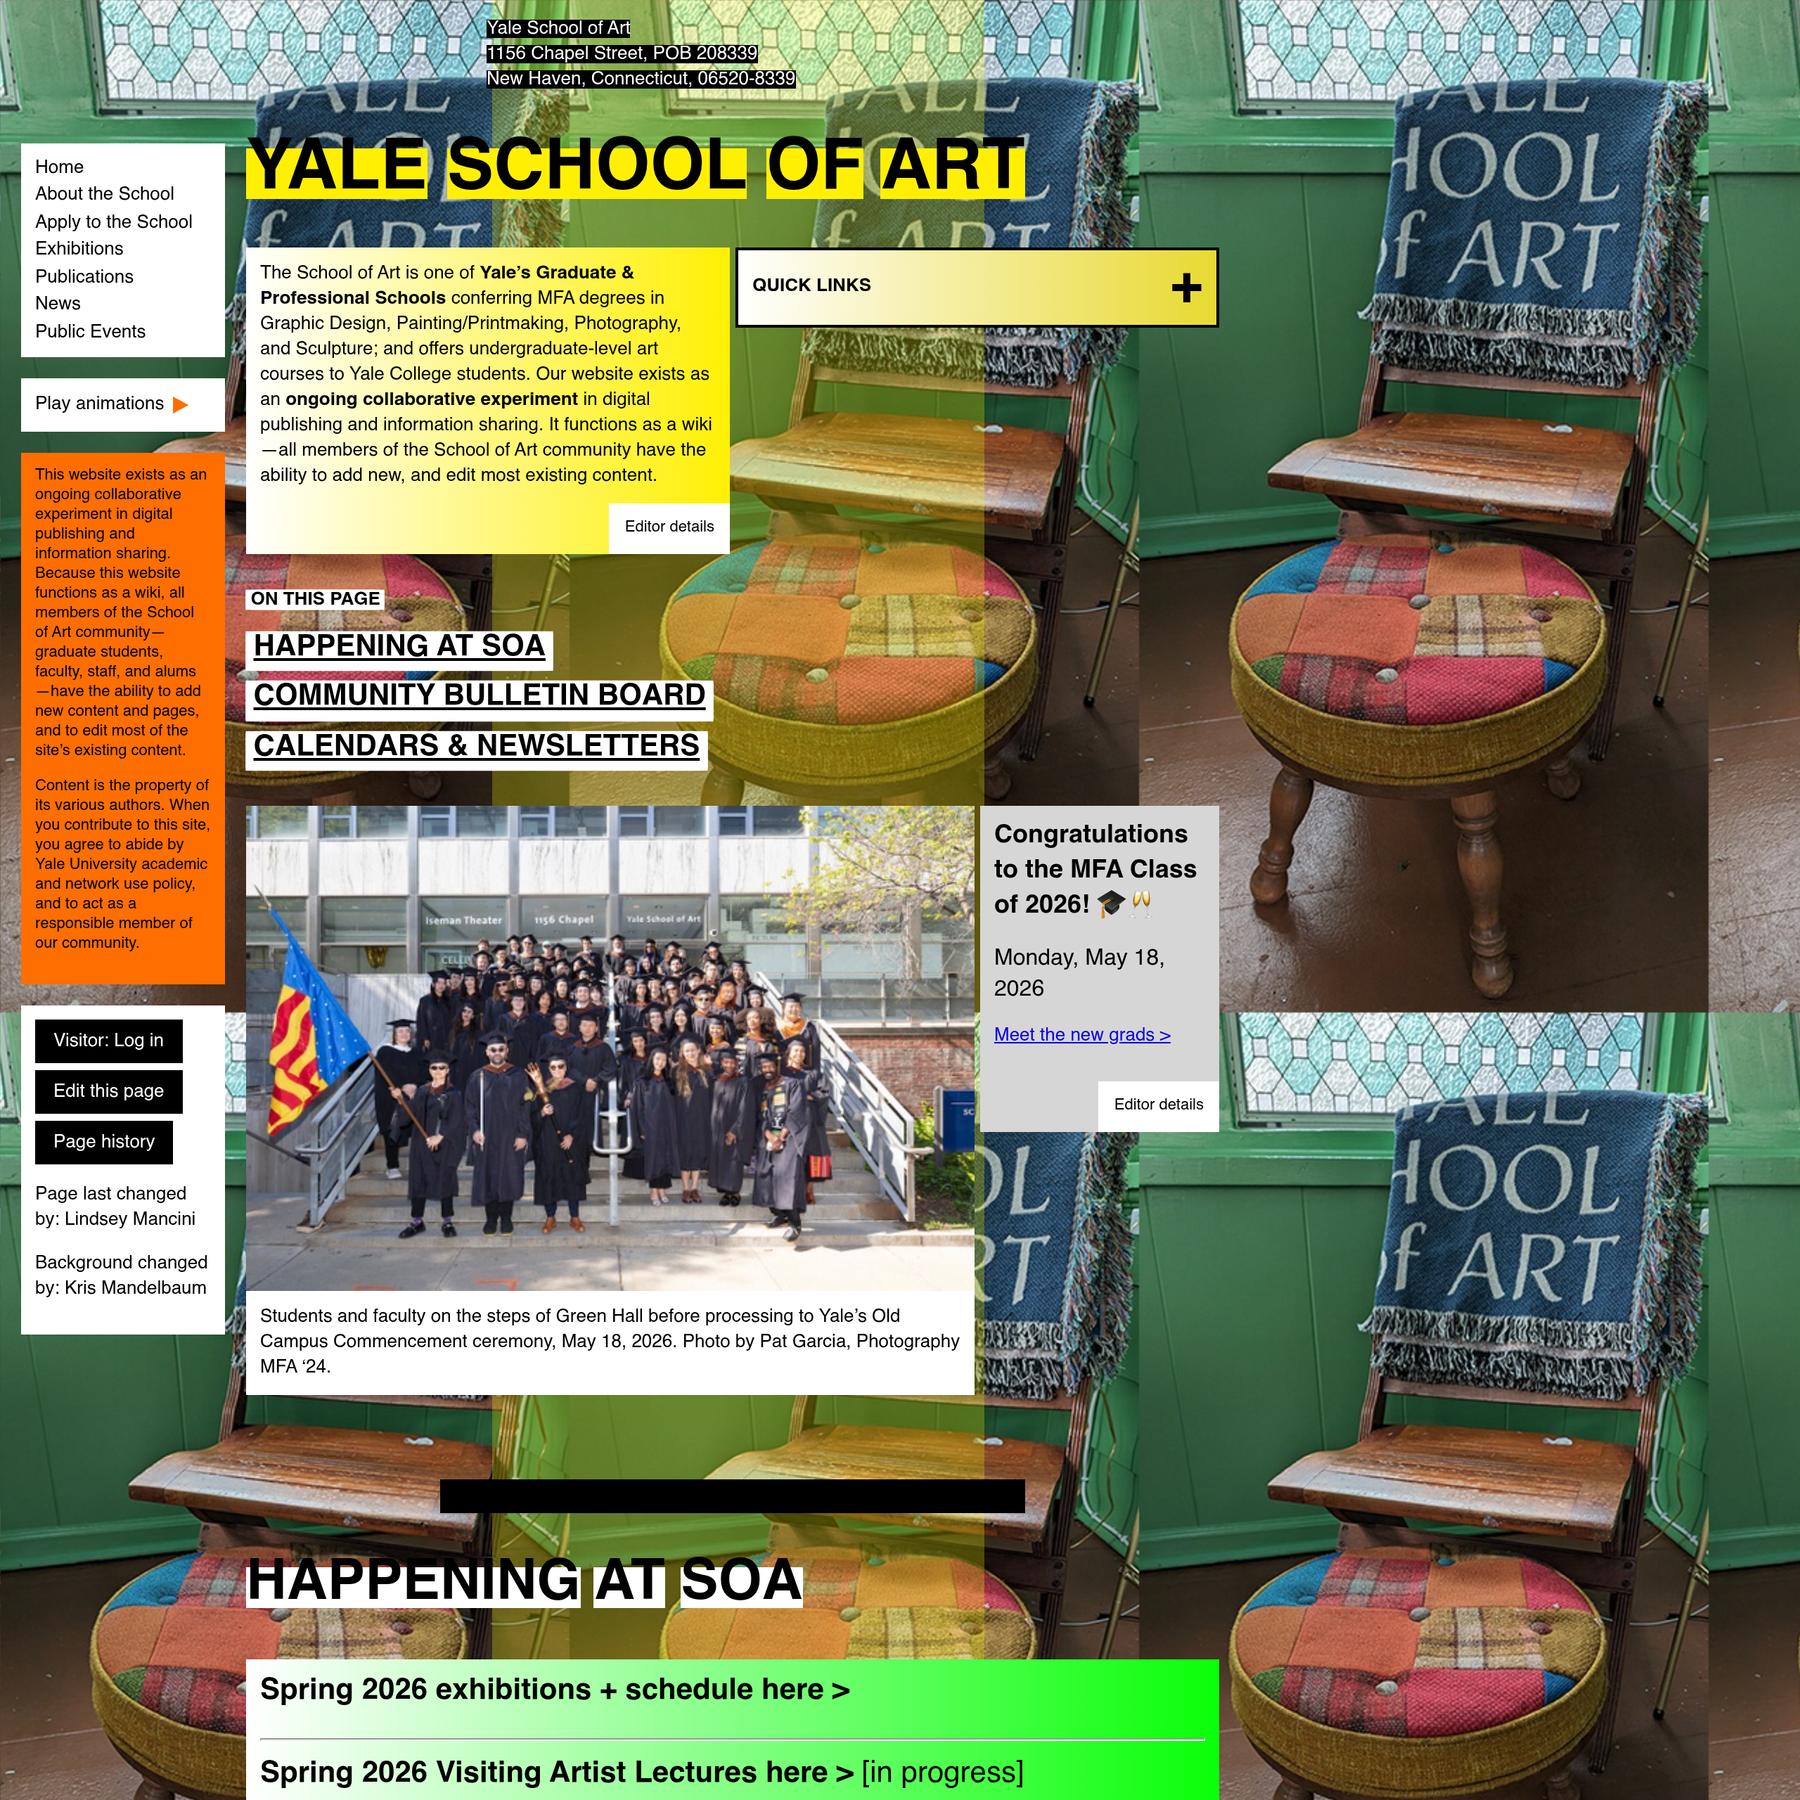 Yale School of Art
1156 Chapel Street, POB 208339
New Haven, Connecticut, 06520-8339
YALE SCHOOL OF ART
Home
About the School
Apply to the School
Exhibitions
Publications
News
Public Events
Play animations
This website exists as an
ongoing collaborative
experiment in digital
publishing and
information sharing.
Because this website
functions as a wiki, all
members of the School
of Art community—
graduate students,
faculty, staff, and alums
—have the ability to add
new content and pages,
and to edit most of the
site’s existing content.
Content is the property of
its various authors. When
you contribute to this site,
you agree to abide by
Yale University academic
and network use policy,
and to act as a
responsible member of
our community.
Visitor: Log in
Edit this page
Page history
Page last changed
by: Lindsey Mancini
Background changed
by: Kris Mandelbaum
The School of Art is one of Yale’s Graduate &
Professional Schools conferring MFA degrees in
Graphic Design, Painting/Printmaking, Photography,
and Sculpture; and offers undergraduate-level art
courses to Yale College students. Our website exists as
an ongoing collaborative experiment in digital
publishing and information sharing. It functions as a wiki
—all members of the School of Art community have the
ability to add new, and edit most existing content.
Editor details
QUICK LINKS
ON THIS PAGE
HAPPENING AT SOA
COMMUNITY BULLETIN BOARD
CALENDARS & NEWSLETTERS
Iseman Theater
1156 Chapel
Yale School of Art
Congratulations
to the MFA Class
of 2026! 🎓🥂
Monday, May 18,
2026
Meet the new grads >
Editor details
Students and faculty on the steps of Green Hall before processing to Yale’s Old
Campus Commencement ceremony, May 18, 2026. Photo by Pat Garcia, Photography
MFA ‘24.
HAPPENING AT SOA
Spring 2026 exhibitions + schedule here >
Spring 2026 Visiting Artist Lectures here > [in progress]
HOOL
of ART
HOOL
of ART